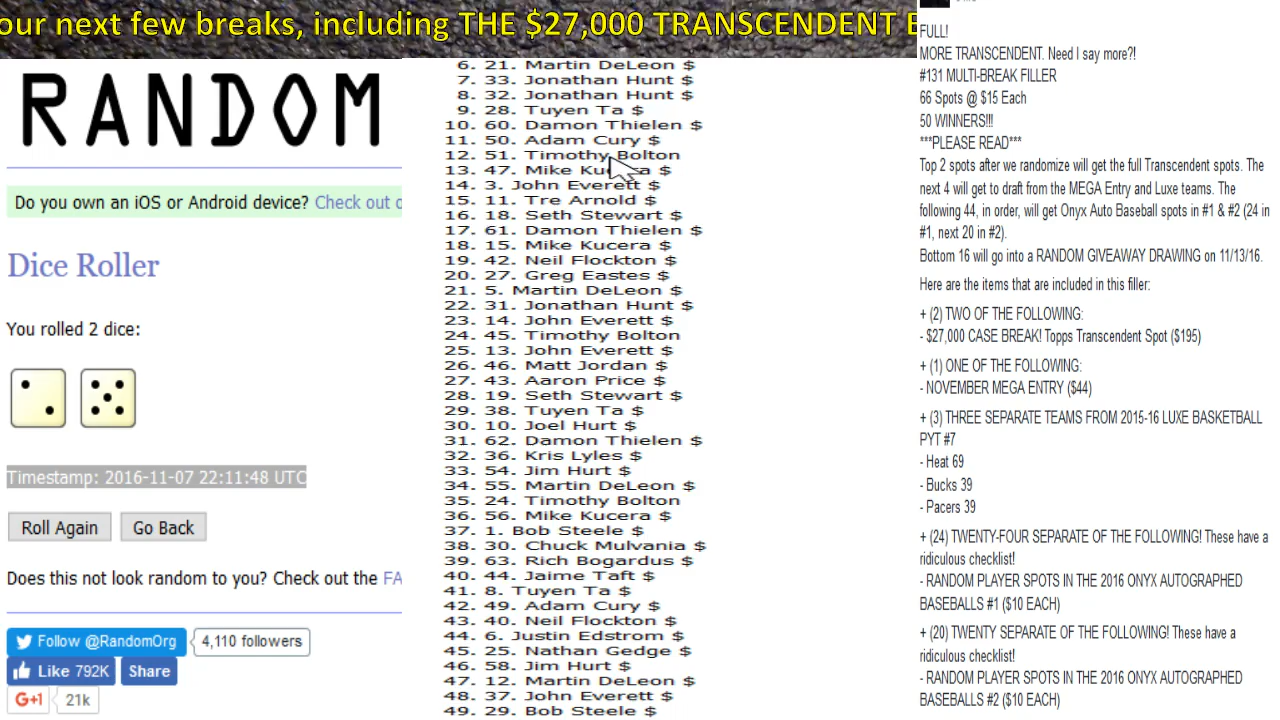 our next few breaks, including THE $27,000 TRANSCENDENT
RANDOM
Do you own an iOS or Android device? Check out
Dice Roller
You rolled 2 dice:
Timestamp: 2016-11-07 22:11:48 UTC
Roll Again
Go Back
Does this not look random to you? Check out the FA
Follow @RandomOrg
4,110 followers
Like 792K
Share
G+1
21k
6. 21. Martin DeLeon $
7. 33. Jonathan Hunt $
8. 32. Jonathan Hunt $
9. 28. Tuyen Ta $
10. 60. Damon Thielen $
11. 50. Adam Cury $
12. 51. Timothy Bolton
13. 47. Mike Kucera $
14. 3. John Everett $
15. 11. Tre Arnold $
16. 18. Seth Stewart $
17. 61. Damon Thielen $
18. 15. Mike Kucera $
19. 42. Neil Flockton $
20. 27. Greg Eastes $
21. 5. Martin DeLeon $
22. 31. Jonathan Hunt $
23. 14. John Everett $
24. 45. Timothy Bolton
25. 13. John Everett $
26. 46. Matt Jordan $
27. 43. Aaron Price $
28. 19. Seth Stewart $
29. 38. Tuyen Ta $
30. 10. Joel Hurt $
31. 62. Damon Thielen $
32. 36. Kris Lyles $
33. 54. Jim Hurt $
34. 55. Martin DeLeon $
35. 24. Timothy Bolton
36. 56. Mike Kucera $
37. 1. Bob Steele $
38. 30. Chuck Mulvania $
39. 63. Rich Bogardus $
40. 44. Jaime Taft $
41. 8. Tuyen Ta $
42. 49. Adam Cury $
43. 40. Neil Flockton $
44. 6. Justin Edstrom $
45. 25. Nathan Gedge $
46. 58. Jim Hurt $
47. 12. Martin DeLeon $
48. 37. John Everett $
49. 29. Bob Steele $
FULL!
MORE TRANSCENDENT. Need I say more?!
#131 MULTI-BREAK FILLER
66 Spots @ $15 Each
50 WINNERS!!!
***PLEASE READ***
Top 2 spots after we randomize will get the full Transcendent spots. The
next 4 will get to draft from the MEGA Entry and Luxe teams. The
following 44, in order, will get Onyx Auto Baseball spots in #1 & #2 (24 in
#1, next 20 in #2).
Bottom 16 will go into a RANDOM GIVEAWAY DRAWING on 11/13/16.
Here are the items that are included in this filler:
+ (2) TWO OF THE FOLLOWING:
- $27,000 CASE BREAK! Topps Transcendent Spot ($195)
+ (1) ONE OF THE FOLLOWING:
- NOVEMBER MEGA ENTRY ($44)
+ (3) THREE SEPARATE TEAMS FROM 2015-16 LUXE BASKETBALL
PYT #7
- Heat 69
- Bucks 39
- Pacers 39
+ (24) TWENTY-FOUR SEPARATE OF THE FOLLOWING! These have a
ridiculous checklist!
- RANDOM PLAYER SPOTS IN THE 2016 ONYX AUTOGRAPHED
BASEBALLS #1 ($10 EACH)
+ (20) TWENTY SEPARATE OF THE FOLLOWING! These have a
ridiculous checklist!
- RANDOM PLAYER SPOTS IN THE 2016 ONYX AUTOGRAPHED
BASEBALLS #2 ($10 EACH)